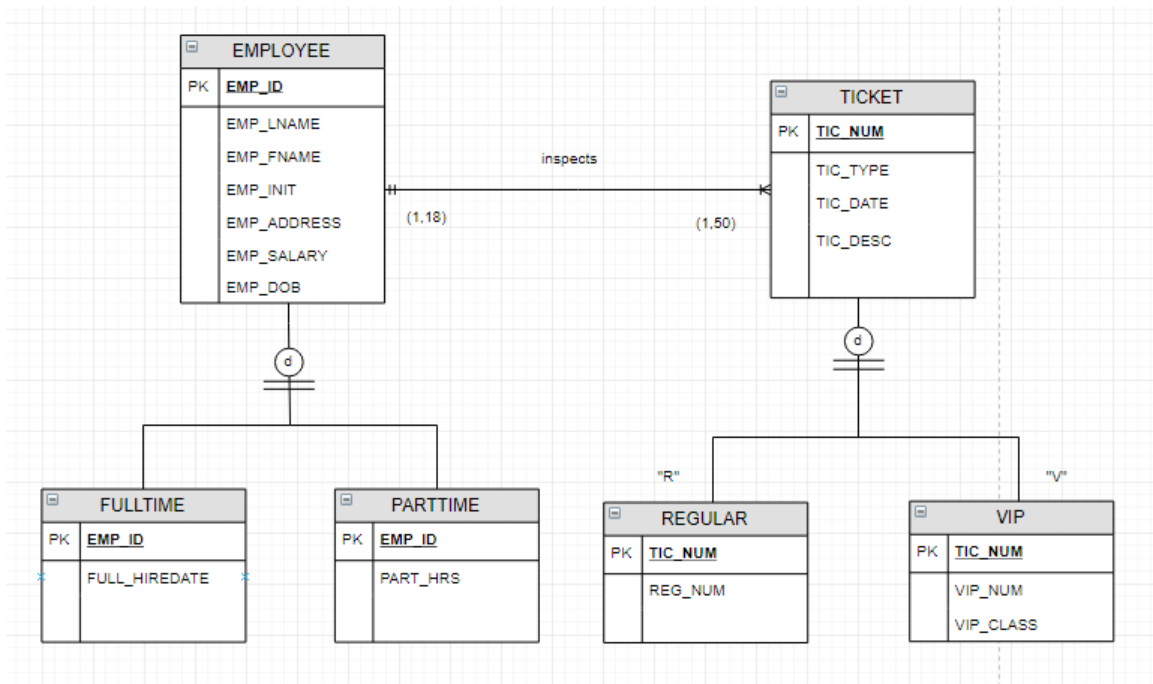 EMPLOYEE
PK EMP_ID
EMP_LNAME
EMP_FNAME
EMP_INIT
EMP_ADDRESS
EMP_SALARY
EMP_DOB
inspects
(1,18)
(1,50)
TICKET
PK TIC_NUM
TIC_TYPE
TIC_DATE
TIC_DESC
d
d
FULLTIME
PK EMP_ID
FULL_HIREDATE
PARTTIME
PK EMP_ID
PART_HRS
"R"
"V"
REGULAR
PK TIC_NUM
REG_NUM
VIP
PK TIC_NUM
VIP_NUM
VIP_CLASS